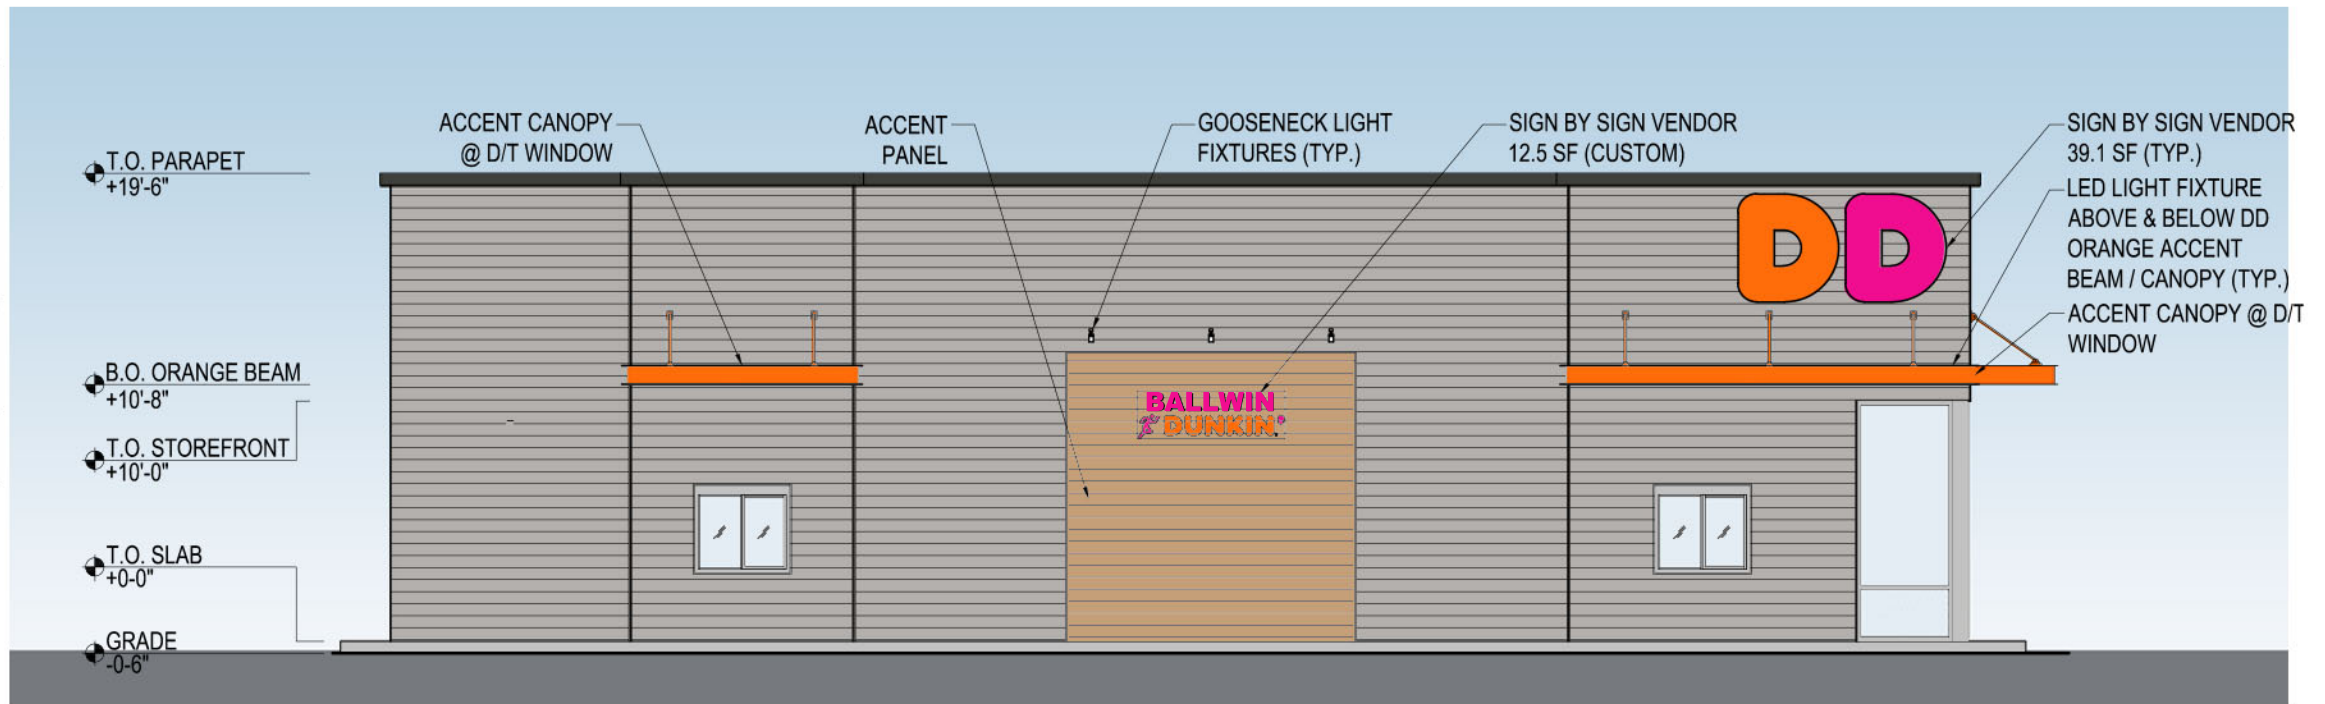 ACCENT CANOPY
@ D/T WINDOW
ACCENT
PANEL
GOOSENECK LIGHT
FIXTURES (TYP.)
SIGN BY SIGN VENDOR
12.5 SF (CUSTOM)
SIGN BY SIGN VENDOR
39.1 SF (TYP.)
LED LIGHT FIXTURE
ABOVE & BELOW DD
ORANGE ACCENT
BEAM / CANOPY (TYP.)
ACCENT CANOPY @ D/T
WINDOW
T.O. PARAPET
+19'-6"
B.O. ORANGE BEAM
+10'-8"
T.O. STOREFRONT
+10'-0"
T.O. SLAB
+0-0"
GRADE
-0-6"
DD
BALLWIN
DUNKIN'